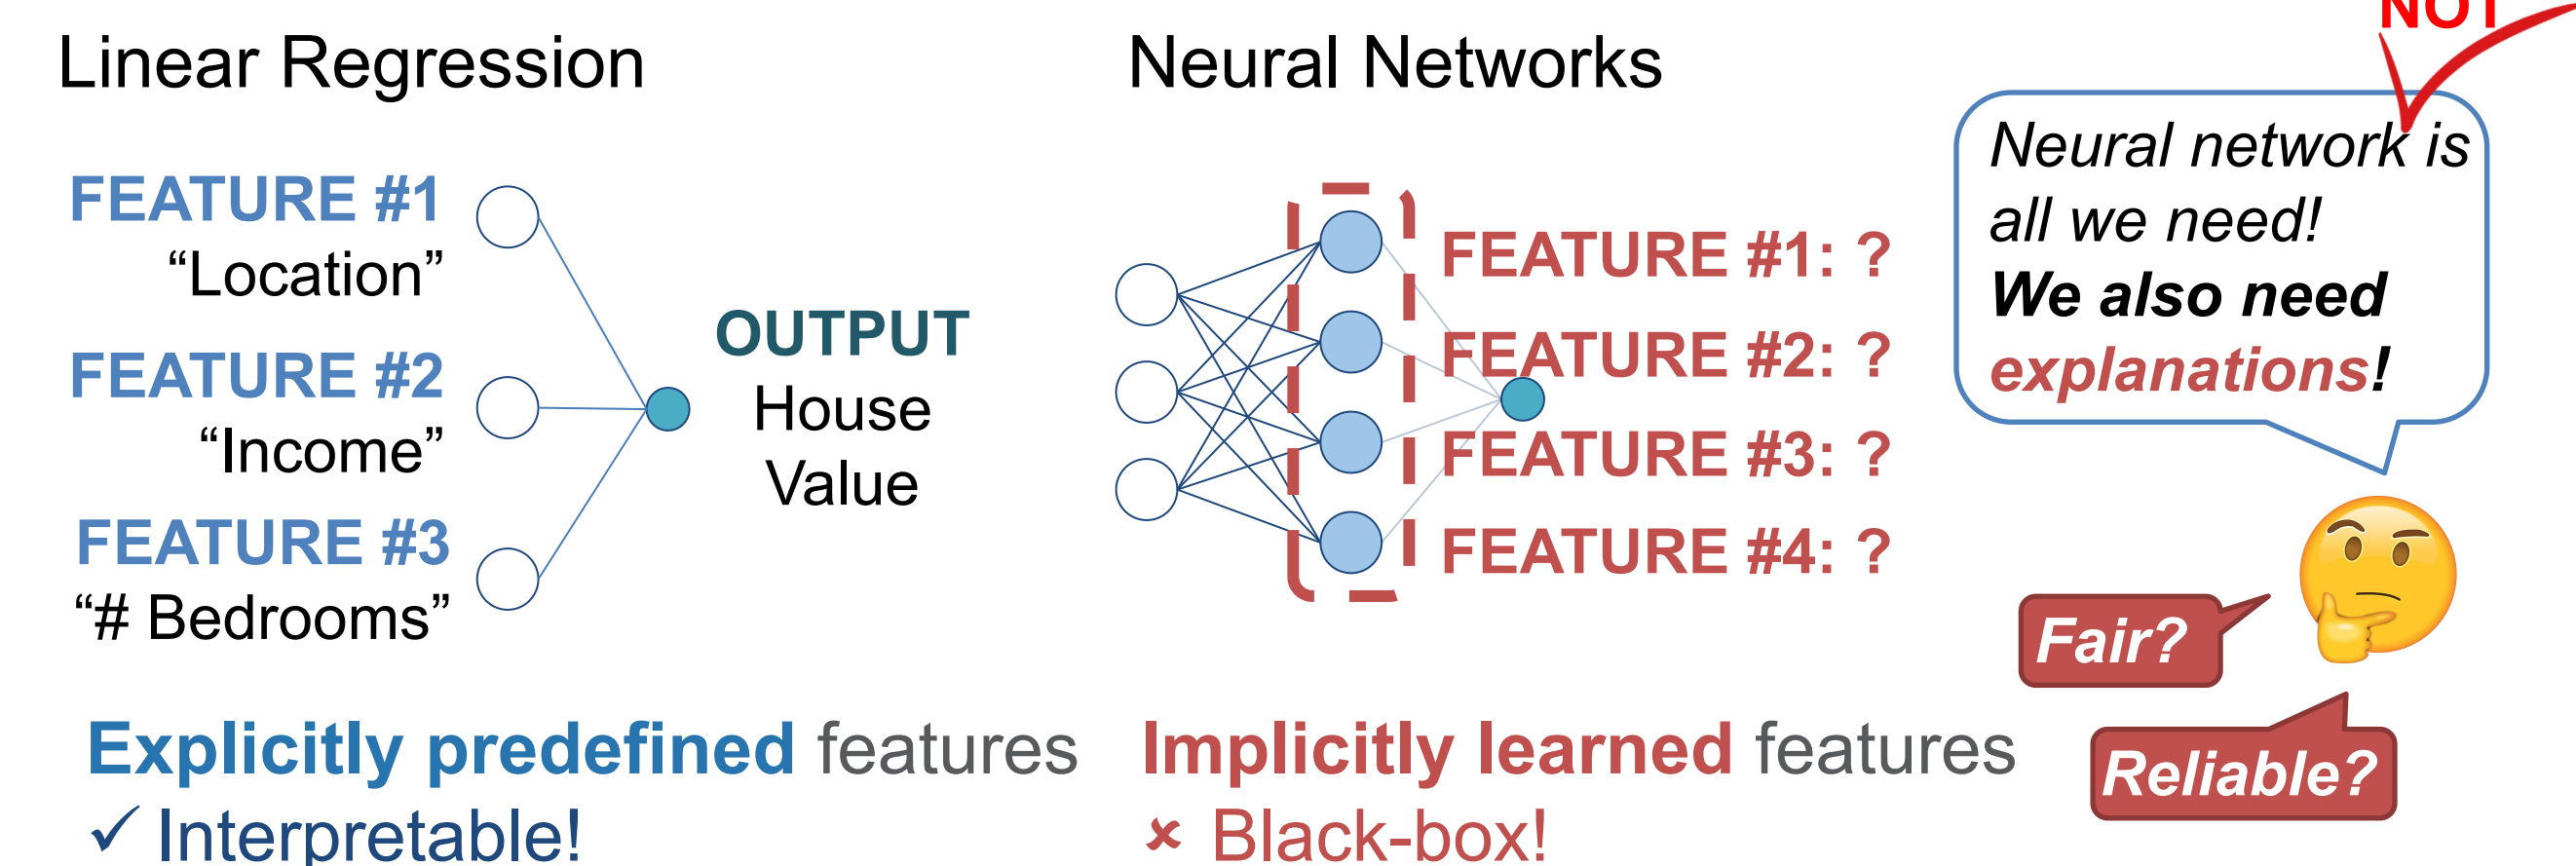 Linear Regression
FEATURE #1
“Location”
FEATURE #2
“Income”
FEATURE #3
“# Bedrooms”
OUTPUT
House
Value
Explicitly predefined features
✓ Interpretable!
Neural Networks
FEATURE #1: ?
FEATURE #2: ?
FEATURE #3: ?
FEATURE #4: ?
Implicitly learned features
× Black-box!
NOT
Neural network is
all we need!
We also need
explanations!
Fair?
Reliable?